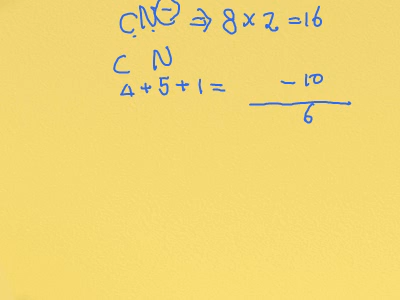 CN⊖ ⇒ 8 × 2 = 16
C N
4 + 5 + 1 = - 10
6